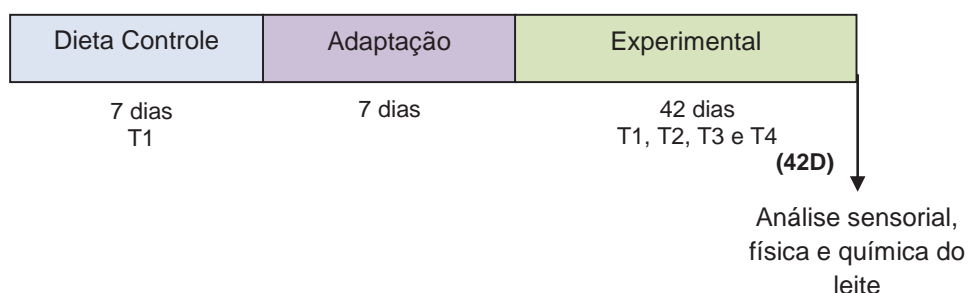 Dieta Controle
Adaptação
Experimental
7 dias
T1
7 dias
42 dias
T1, T2, T3 e T4
(42D)
Análise sensorial,
física e química do
leite